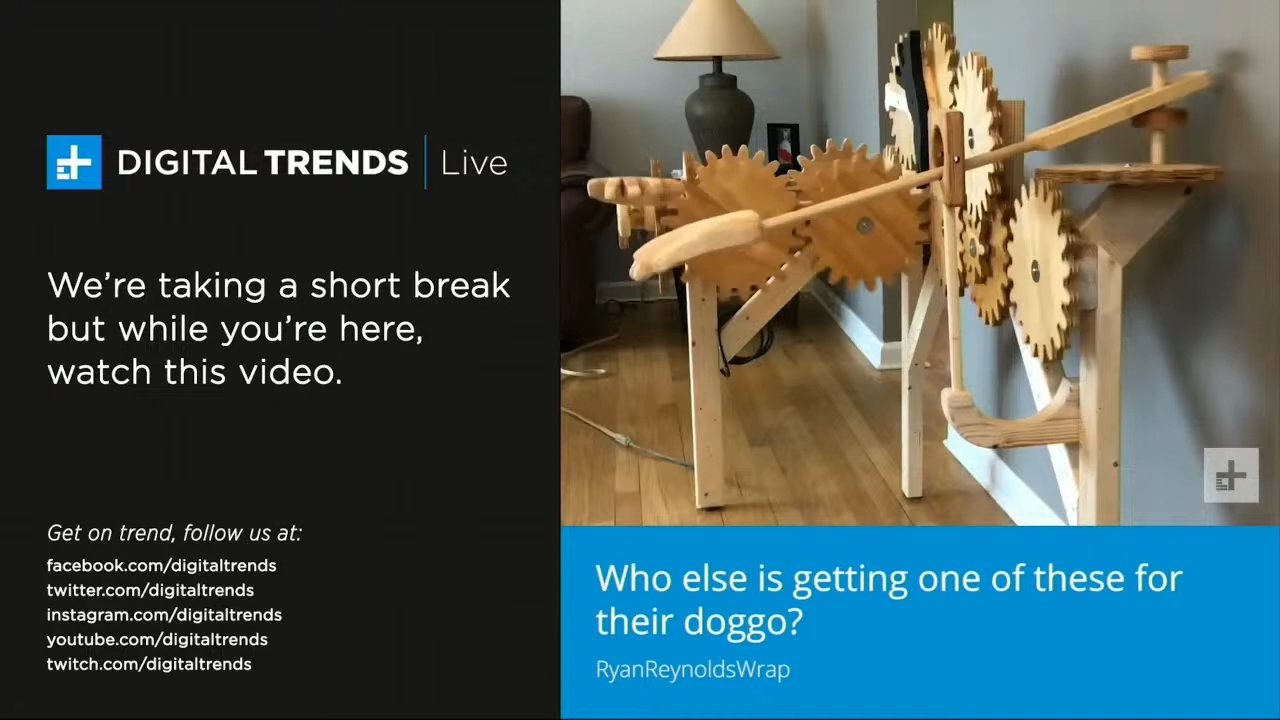 DIGITAL TRENDS Live
We're taking a short break
but while you're here,
watch this video.
Get on trend, follow us at:
facebook.com/digitaltrends
twitter.com/digitaltrends
instagram.com/digitaltrends
youtube.com/digitaltrends
twitch.com/digitaltrends
Who else is getting one of these for
their doggo?
RyanReynoldsWrap